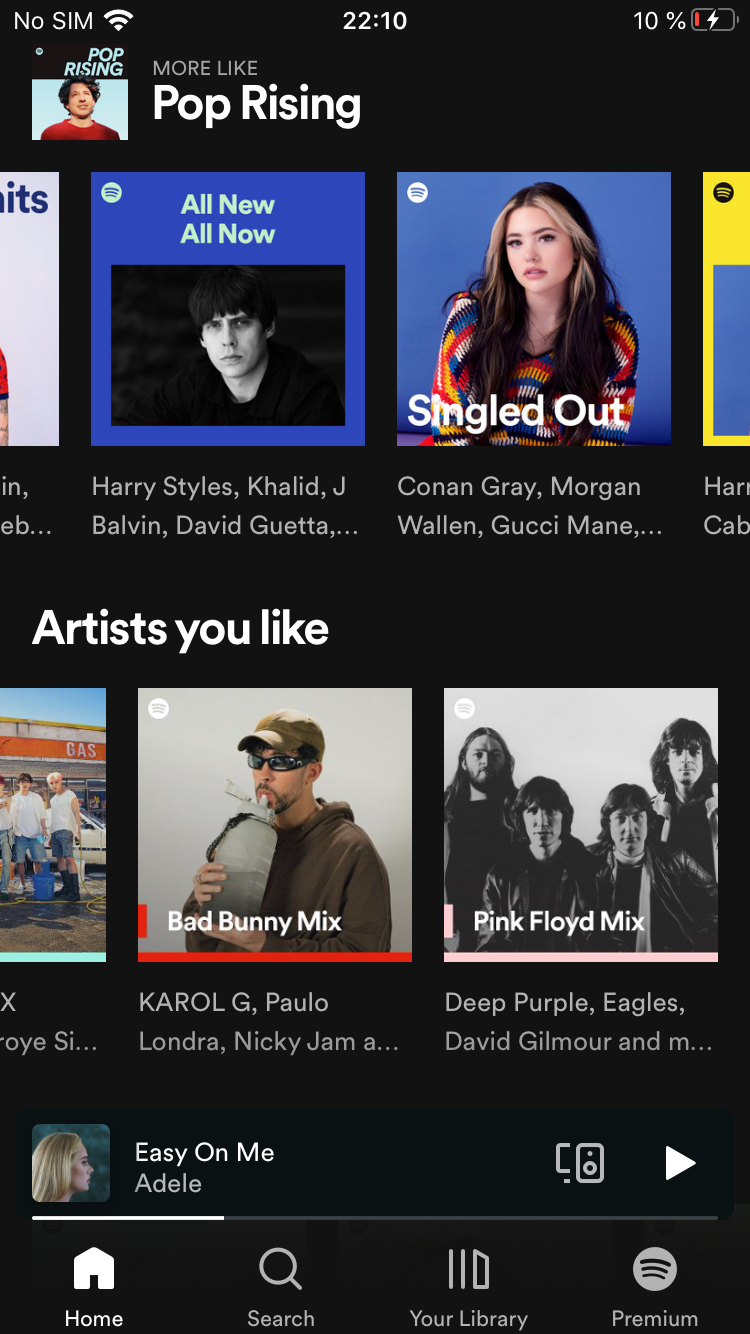 No SIM
22:10
10 %
POP
RISING
MORE LIKE
Pop Rising
hits
All New
All Now
Singled Out
in,
eb...
Harry Styles, Khalid, J
Balvin, David Guetta,...
Conan Gray, Morgan
Wallen, Gucci Mane,...
Harr
Cab
Artists you like
GAS
Bad Bunny Mix
Pink Floyd Mix
X
roye Si...
KAROL G, Paulo
Londra, Nicky Jam a...
Deep Purple, Eagles,
David Gilmour and m...
Easy On Me
Adele
Home
Search
Your Library
Premium